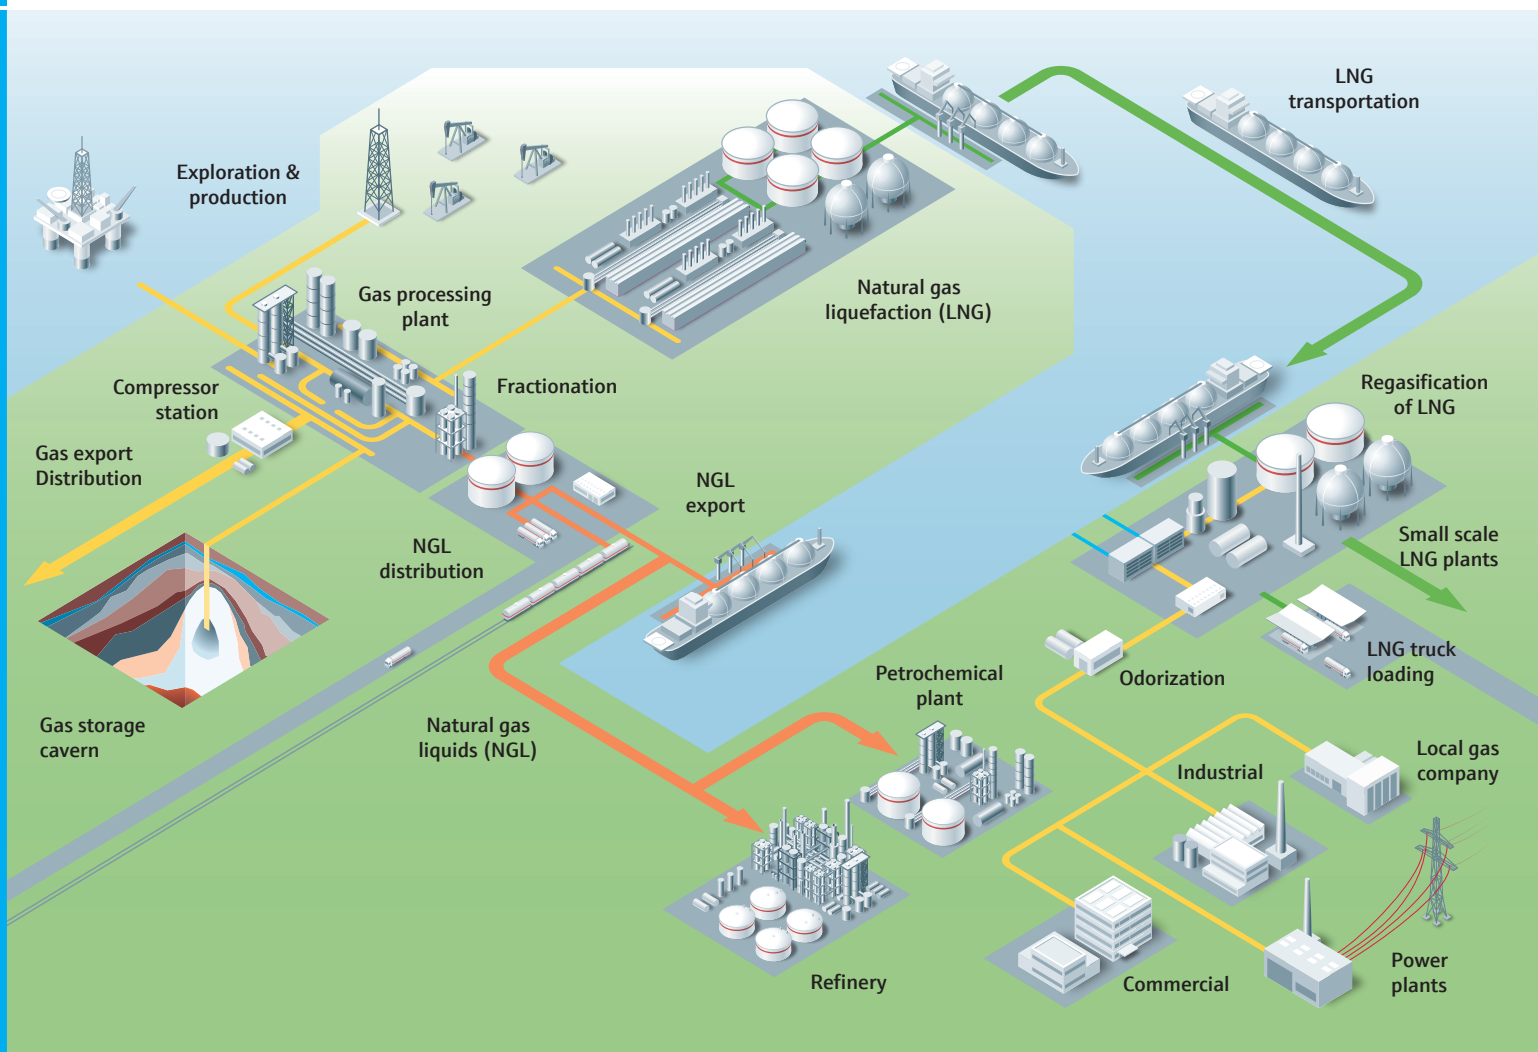 LNG
transportation
Exploration &
production
Natural gas
liquefaction (LNG)
Gas processing
plant
Fractionation
Compressor
station
Gas export
Distribution
NGL
export
NGL
distribution
Regasification
of LNG
Small scale
LNG plants
LNG truck
loading
Odorization
Gas storage
cavern
Natural gas
liquids (NGL)
Petrochemical
plant
Industrial
Local gas
company
Refinery
Commercial
Power
plants